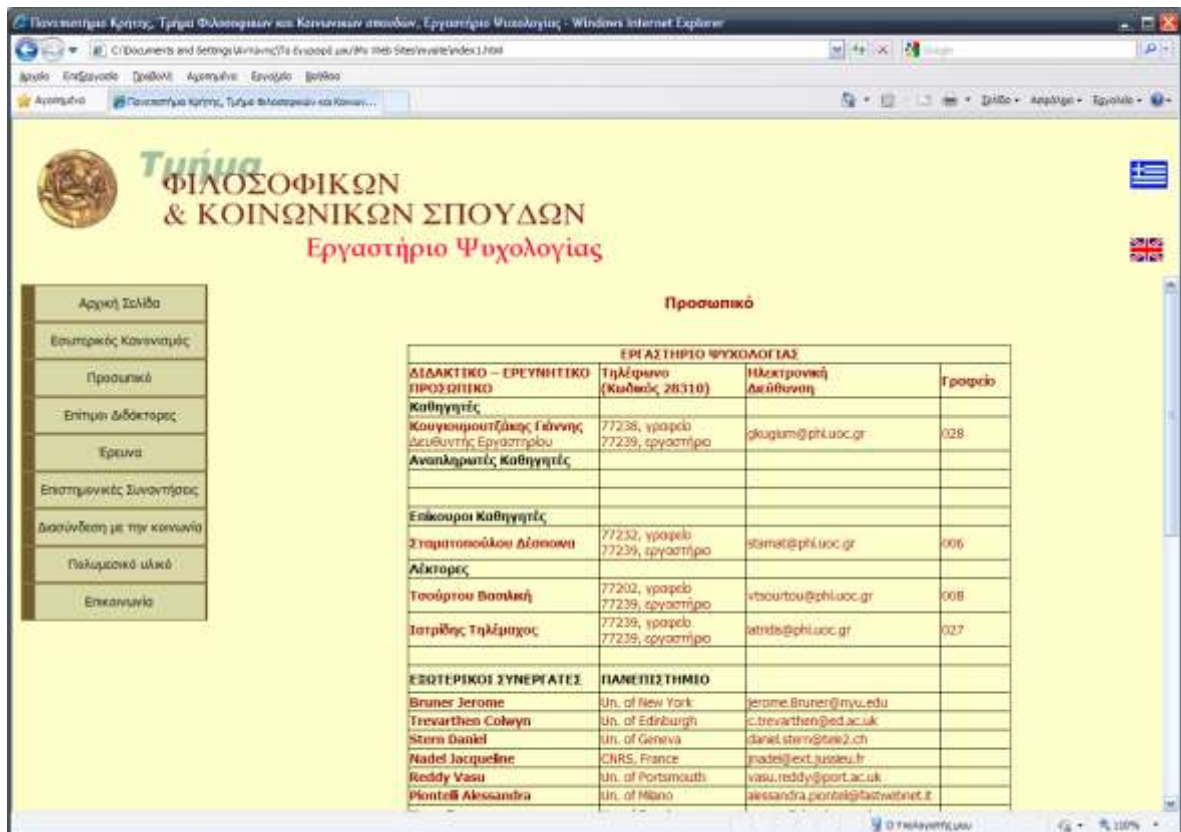 Πανεπιστήμιο Κρήτης, Τμήμα Φιλοσοφικών και Κοινωνικών σπουδών, Εργαστήριο Ψυχολογίας - Windows Internet Explorer
Google
Αρχείο Επεξεργασία Προβολή Αγαπημένα Εργαλεία Βοήθεια
Αγαπημένα Πανεπιστήμιο Κρήτης, Τμήμα Φιλοσοφικών και Κοινων... Σελίδα Ασφάλεια Εργαλεία
Τμήμα
ΦΙΛΟΣΟΦΙΚΩΝ
& ΚΟΙΝΩΝΙΚΩΝ ΣΠΟΥΔΩΝ
Εργαστήριο Ψυχολογίας
Αρχική Σελίδα
Εσωτερικός Κανονισμός
Προσωπικό
Επίτιμοι Διδάκτορες
Έρευνα
Επιστημονικές Συναντήσεις
Διασύνδεση με την κοινωνία
Πολυμεσικό υλικό
Επικοινωνία
Προσωπικό
ΕΡΓΑΣΤΗΡΙΟ ΨΥΧΟΛΟΓΙΑΣ
ΔΙΔΑΚΤΙΚΟ – ΕΡΕΥΝΗΤΙΚΟ ΠΡΟΣΩΠΙΚΟ Τηλέφωνο (Κωδικός 28310) Ηλεκτρονική Διεύθυνση Γραφείο
Καθηγητές
Κουγιουμουτζάκης Γιάννης 77238, γραφείο gkugium@phl.uoc.gr 028
Διευθυντής Εργαστηρίου 77239, εργαστήριο
Αναπληρωτές Καθηγητές
Επίκουροι Καθηγητές
Σταματοπούλου Δέσποινα 77232, γραφείο stamat@phl.uoc.gr 006
77239, εργαστήριο
Λέκτορες
Τσούρτου Βασιλική 77202, γραφείο vtsourtou@phl.uoc.gr 008
77239, εργαστήριο
Ιατρίδης Τηλέμαχος 77239, γραφείο iatridis@phl.uoc.gr 027
77239, εργαστήριο
ΕΞΩΤΕΡΙΚΟΙ ΣΥΝΕΡΓΑΤΕΣ ΠΑΝΕΠΙΣΤΗΜΙΟ
Bruner Jerome Un. of New York jerome.Bruner@nyu.edu
Trevarthen Colwyn Un. of Edinburgh c.trevarthen@ed.ac.uk
Stern Daniel Un. of Geneva daniel.stern@tele2.ch
Nadel Jacqueline CNRS, France jnadel@ext.jussieu.fr
Reddy Vasu Un. of Portsmouth vasu.reddy@port.ac.uk
Piontelli Alessandra Un. of Milano alessandra.piontel@fastwebnet.it
Ο Υπολογιστής μου 110%